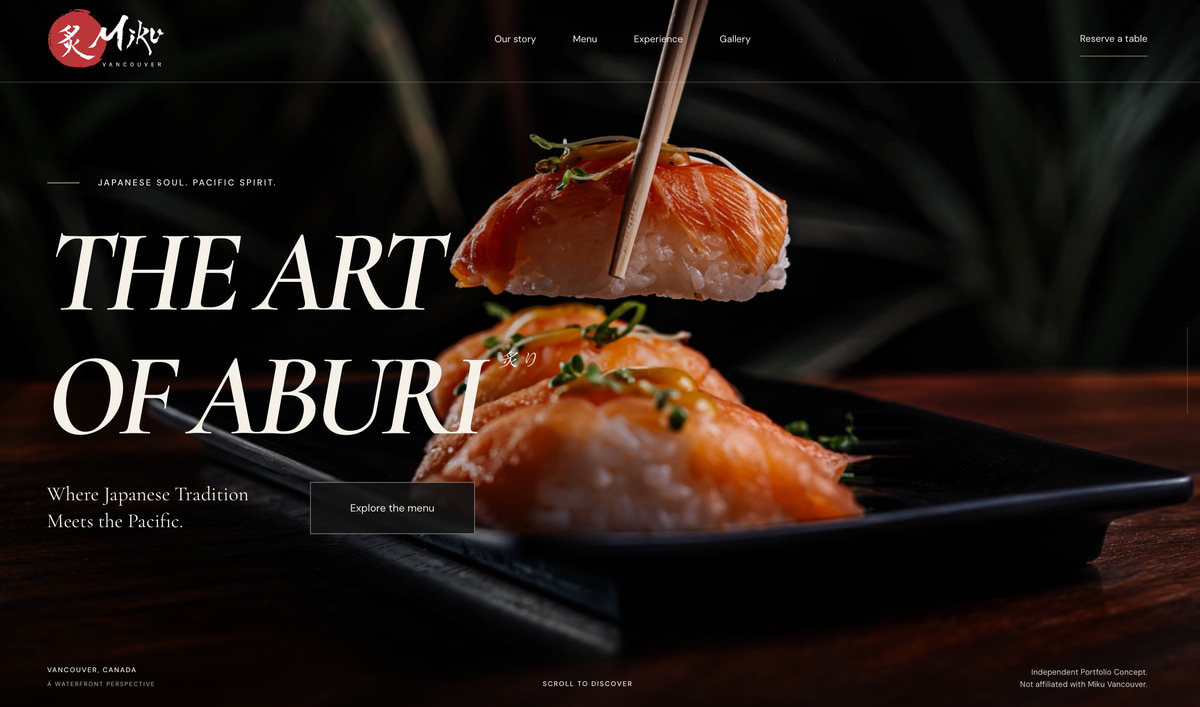 炙 Miku
VANCOUVER
Our story
Menu
Experience
Gallery
Reserve a table
JAPANESE SOUL. PACIFIC SPIRIT.
THE ART
OF ABURI 炙り
Where Japanese Tradition
Meets the Pacific.
Explore the menu
VANCOUVER, CANADA
A WATERFRONT PERSPECTIVE
SCROLL TO DISCOVER
Independent Portfolio Concept.
Not affiliated with Miku Vancouver.